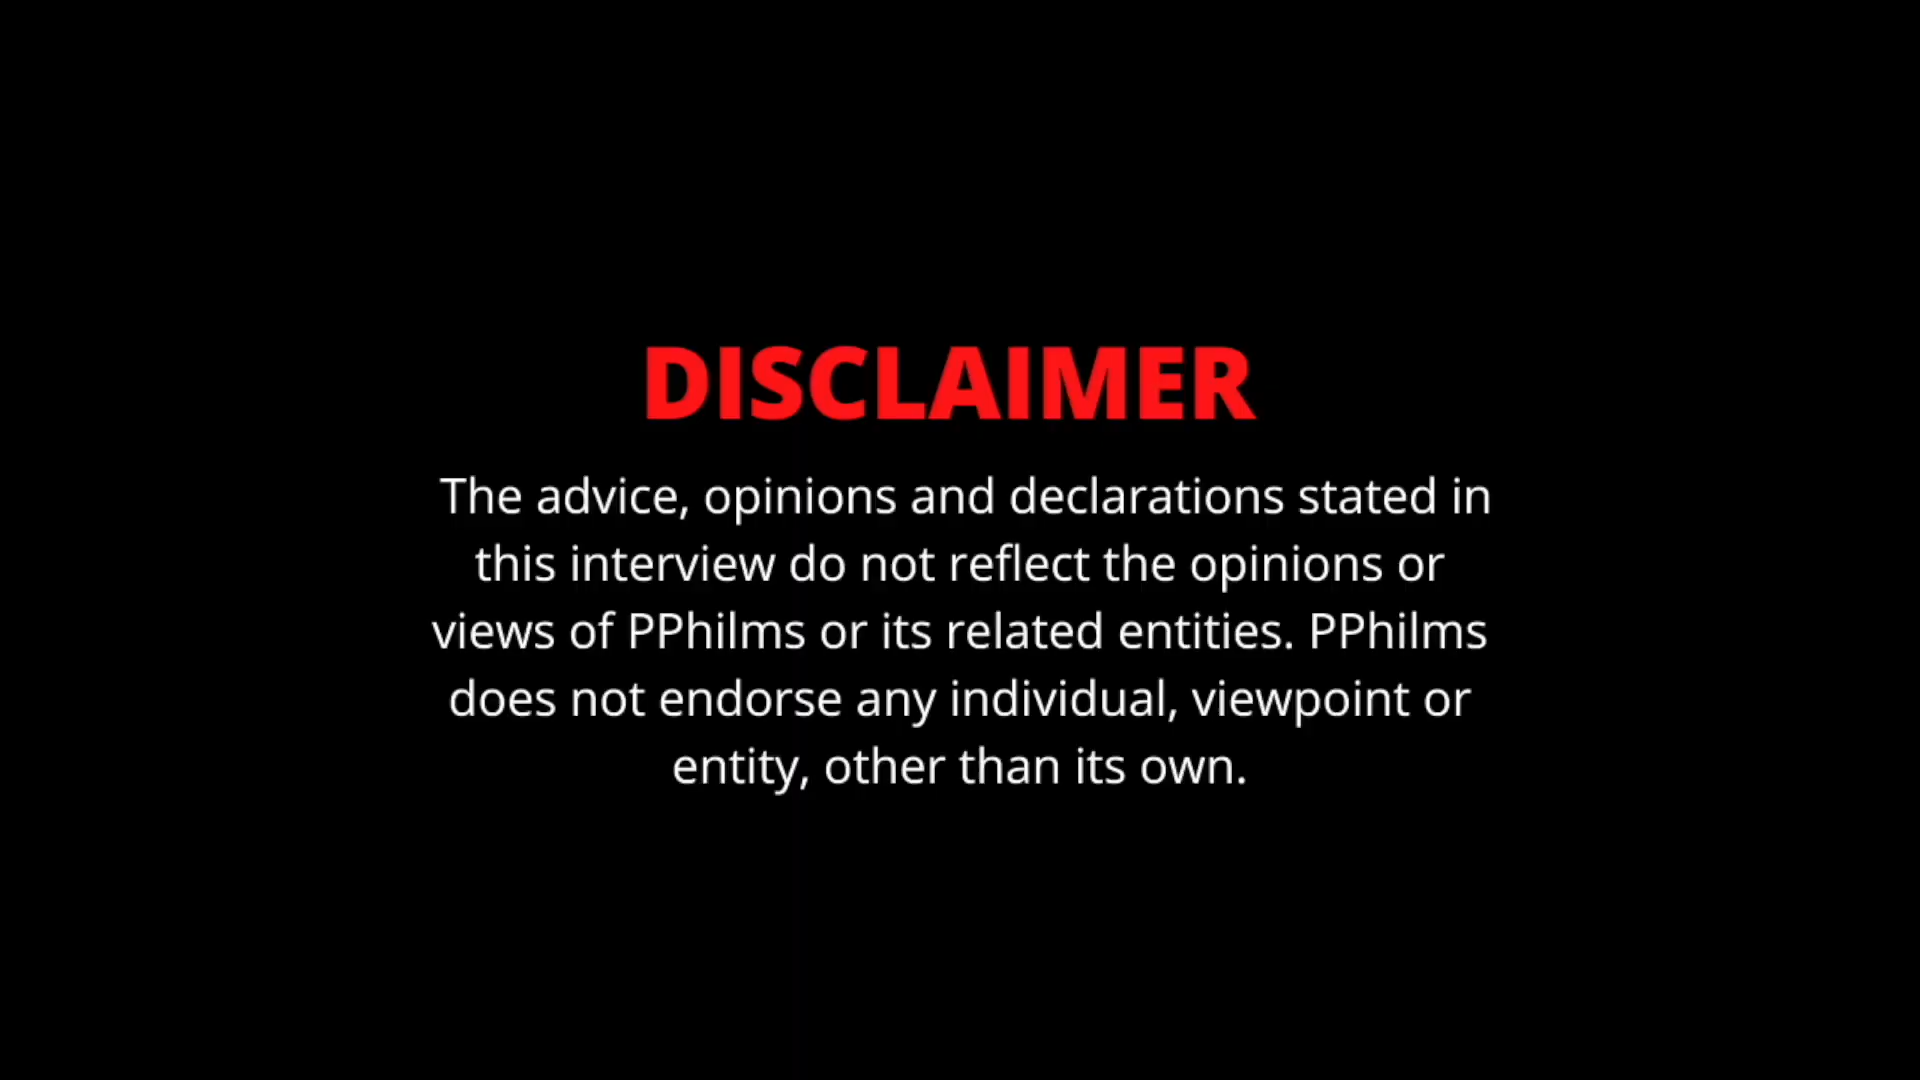 DISCLAIMER
The advice, opinions and declarations stated in
this interview do not reflect the opinions or
views of PPhilms or its related entities. PPhilms
does not endorse any individual, viewpoint or
entity, other than its own.